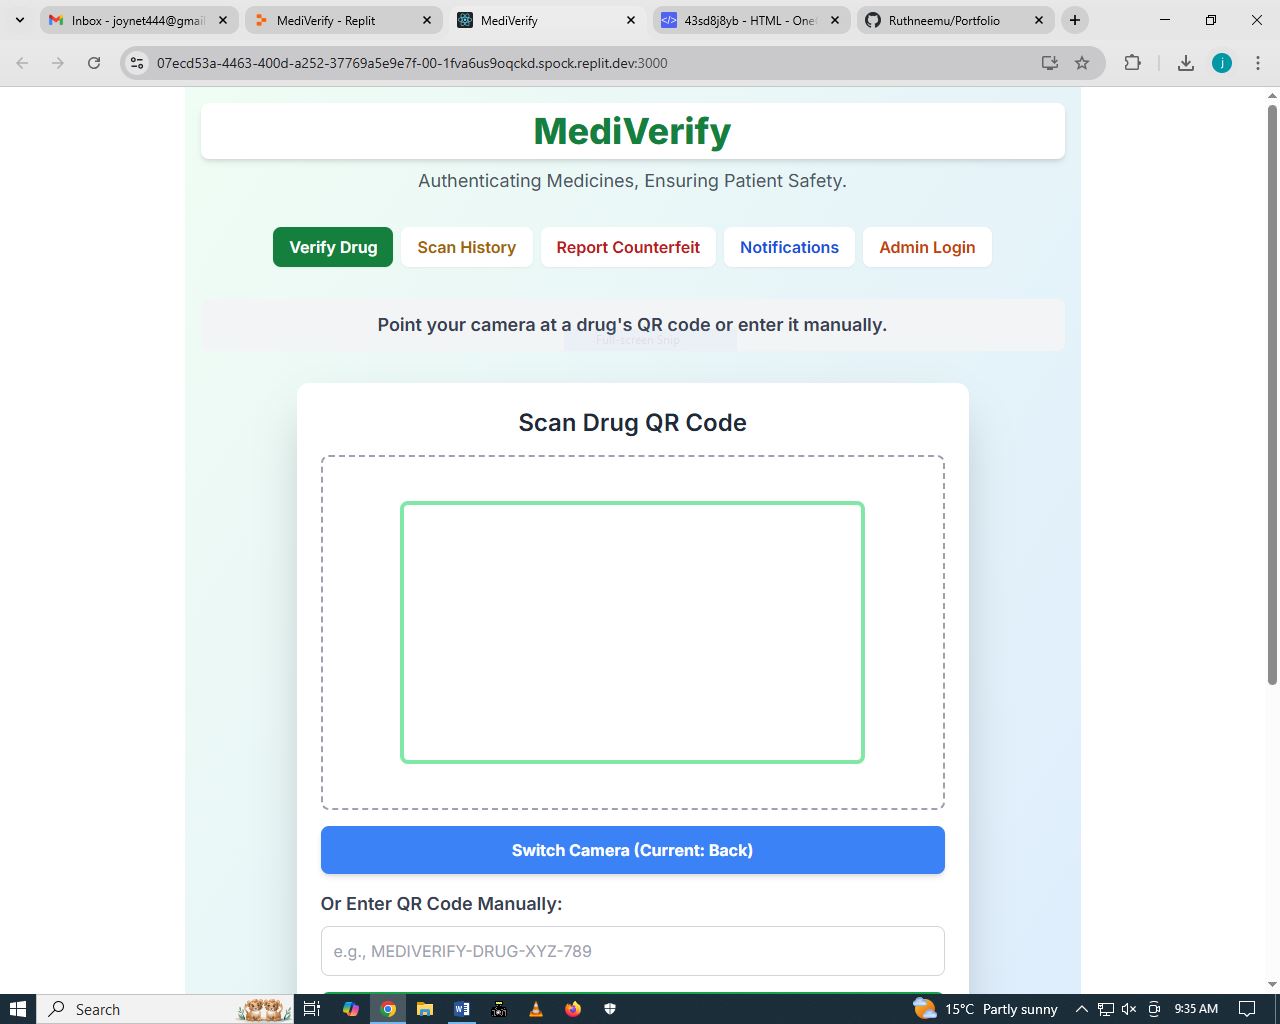 Inbox - joynet444@gmai
MediVerify - Replit
MediVerify
43sd8j8yb - HTML - One
Ruthneemu/Portfolio
07ecd53a-4463-400d-a252-37769a5e9e7f-00-1fva6us9oqckd.spock.replit.dev:3000
j
MediVerify
Authenticating Medicines, Ensuring Patient Safety.
Verify Drug
Scan History
Report Counterfeit
Notifications
Admin Login
Point your camera at a drug's QR code or enter it manually.
Full-screen Snip
Scan Drug QR Code
Switch Camera (Current: Back)
Or Enter QR Code Manually:
e.g., MEDIVERIFY-DRUG-XYZ-789
Search
15°C Partly sunny
9:35 AM